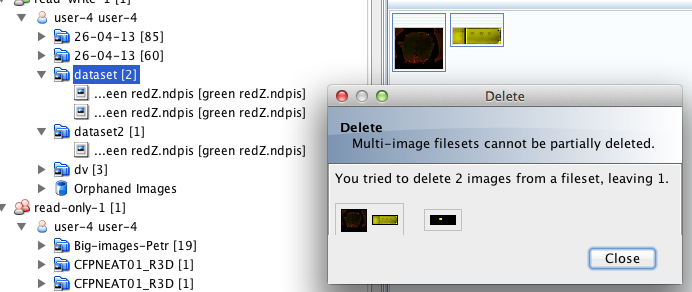 read-write-1 [1]
user-4 user-4
26-04-13 [85]
26-04-13 [60]
dataset [2]
...een redZ.ndpis [green redZ.ndpis]
...een redZ.ndpis [green redZ.ndpis]
dataset2 [1]
...een redZ.ndpis [green redZ.ndpis]
dv [3]
Orphaned Images
read-only-1 [1]
user-4 user-4
Big-images-Petr [19]
CFPNEAT01_R3D [1]
CFPNEAT01_R3D [1]
Delete
Delete
Multi-image filesets cannot be partially deleted.
You tried to delete 2 images from a fileset, leaving 1.
Close